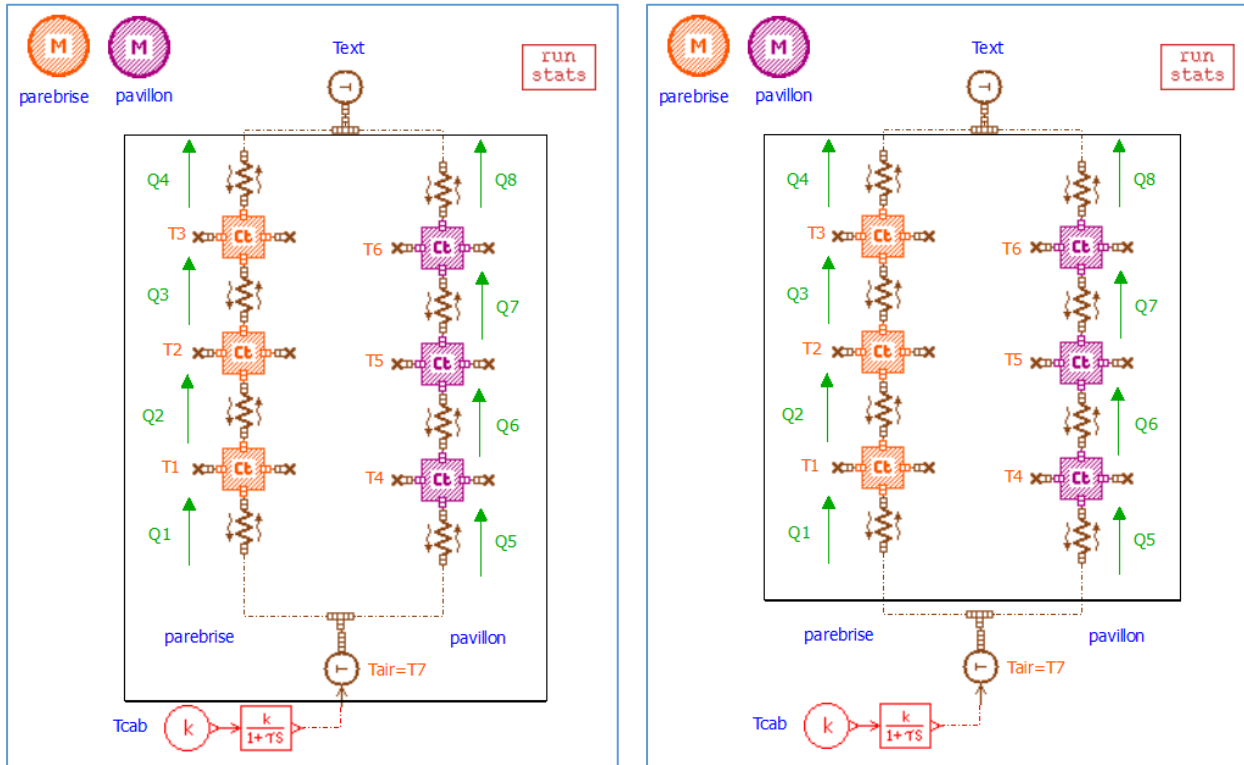 M
M
Text
run
stats
parebrise
pavillon
T
Q4
Q8
T3
Ct
T6
Ct
Q3
Q7
T2
Ct
T5
Ct
Q2
Q6
T1
Ct
T4
Ct
Q1
Q5
parebrise
pavillon
T
Tair=T7
Tcab
k
k
1+τs
M
M
Text
run
stats
parebrise
pavillon
T
Q4
Q8
T3
Ct
T6
Ct
Q3
Q7
T2
Ct
T5
Ct
Q2
Q6
T1
Ct
T4
Ct
Q1
Q5
parebrise
pavillon
T
Tair=T7
Tcab
k
k
1+τs